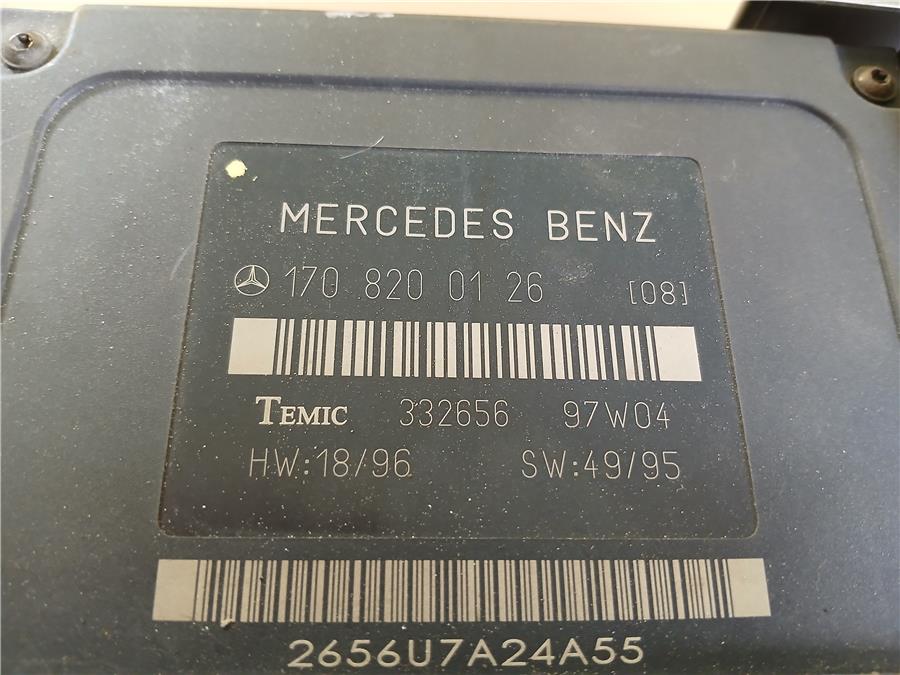 MERCEDES BENZ
170 820 01 26 [08]
TEMIC 332656 97W04
HW:18/96 SW:49/95
2656U7A24A55